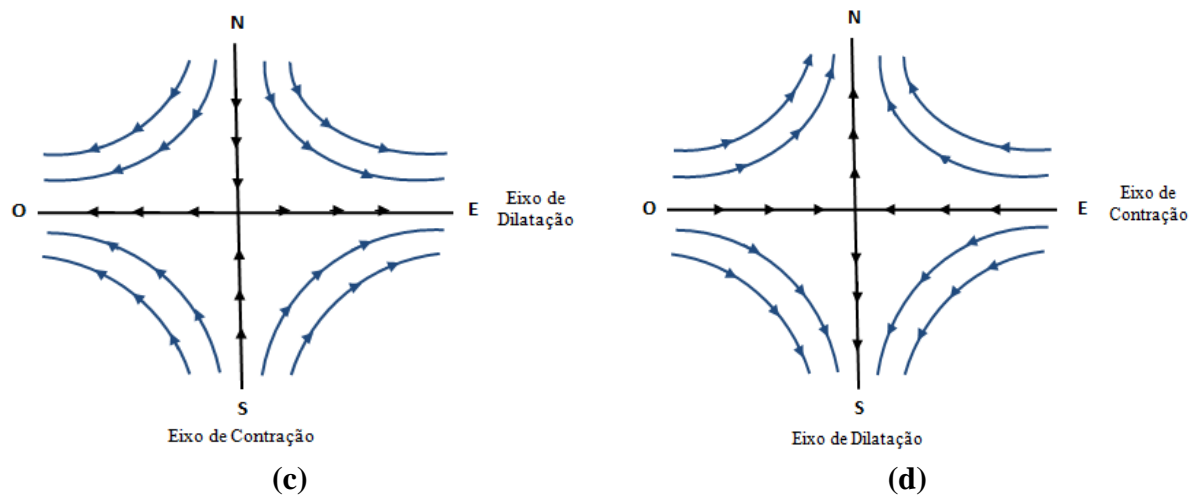 N
O
E
Eixo de
Dilatação
S
Eixo de Contração
(c)
N
O
E
Eixo de
Contração
S
Eixo de Dilatação
(d)